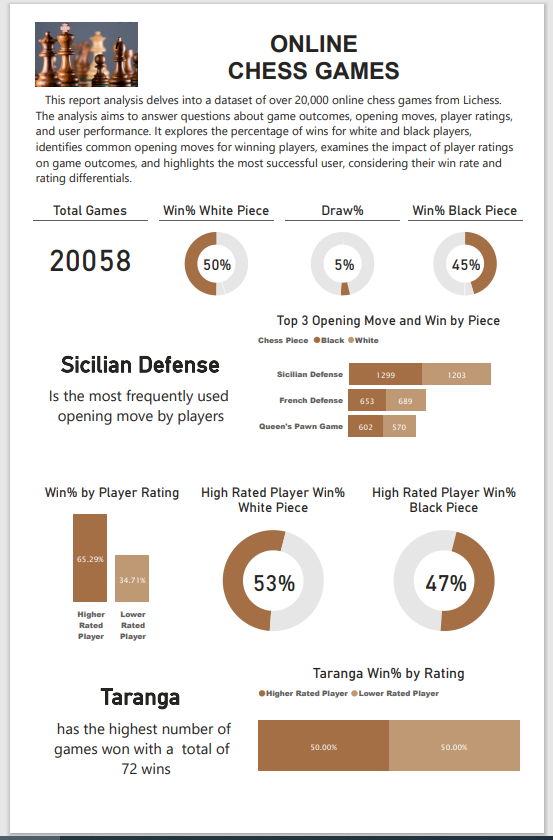 ONLINE
CHESS GAMES
This report analysis delves into a dataset of over 20,000 online chess games from Lichess.
The analysis aims to answer questions about game outcomes, opening moves, player ratings,
and user performance. It explores the percentage of wins for white and black players,
identifies common opening moves for winning players, examines the impact of player ratings
on game outcomes, and highlights the most successful user, considering their win rate and
rating differentials.
Total Games
20058
Win% White Piece
50%
Draw%
5%
Win% Black Piece
45%
Sicilian Defense
Is the most frequently used
opening move by players
Top 3 Opening Move and Win by Piece
Chess Piece Black White
Sicilian Defense 1299 1203
French Defense 653 689
Queen's Pawn Game 602 570
Win% by Player Rating
65.29% 34.71%
Higher
Rated
Player
Lower
Rated
Player
High Rated Player Win%
White Piece
53%
High Rated Player Win%
Black Piece
47%
Taranga
has the highest number of
games won with a total of
72 wins
Taranga Win% by Rating
Higher Rated Player Lower Rated Player
50.00% 50.00%